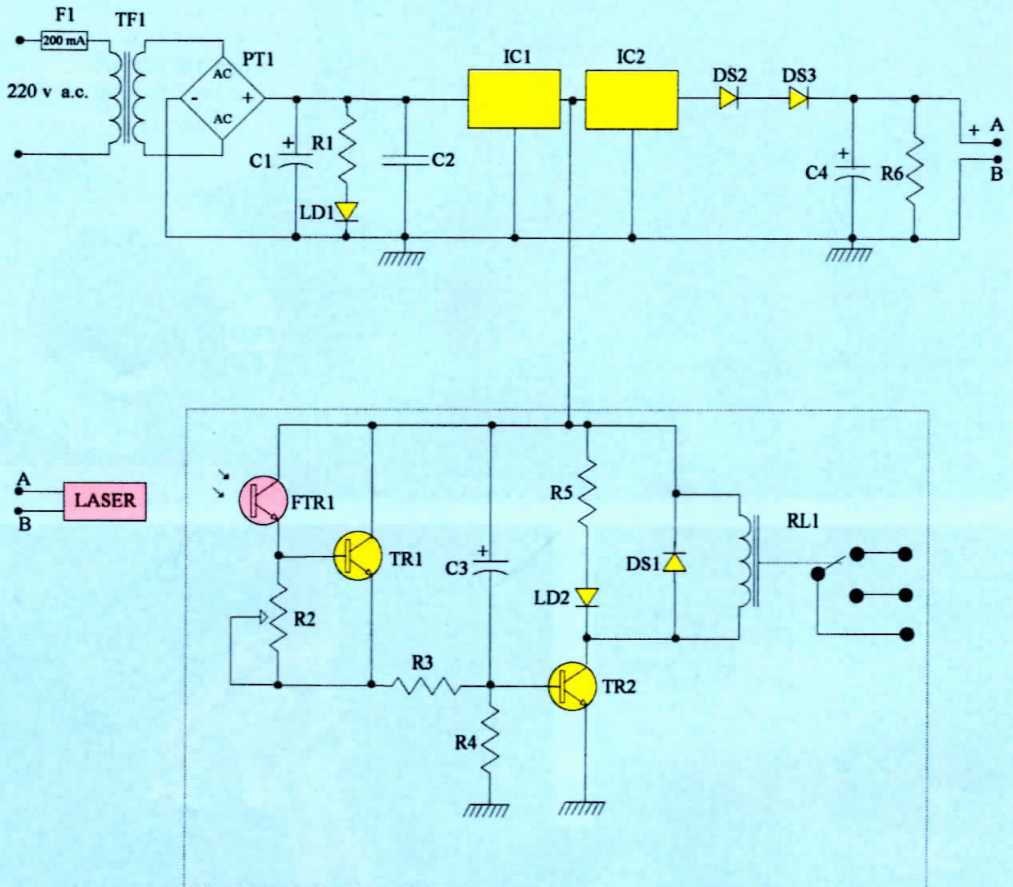 F1
TF1
200 mA
PT1
AC
220 v a.c.
-
+
AC
+
C1
R1
LD1
C2
IC1
IC2
DS2
DS3
+
C4
R6
+
A
B
A
B
LASER
FTR1
TR1
R2
R3
+
C3
R4
R5
LD2
DS1
TR2
RL1